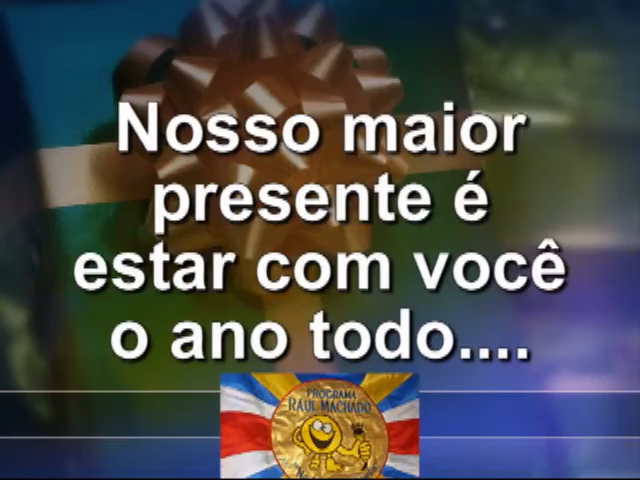 Nosso maior
presente é
estar com você
o ano todo....
PROGRAMA
RAUL MACHADO